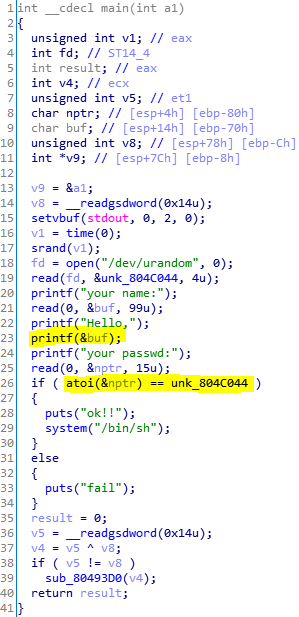 1 int __cdecl main(int a1)
2 {
3 unsigned int v1; // eax
4 int fd; // ST14_4
5 int result; // eax
6 int v4; // ecx
7 unsigned int v5; // et1
8 char nptr; // [esp+4h] [ebp-80h]
9 char buf; // [esp+14h] [ebp-70h]
10 unsigned int v8; // [esp+78h] [ebp-Ch]
11 int *v9; // [esp+7Ch] [ebp-8h]
12
13 v9 = &a1;
14 v8 = __readgsdword(0x14u);
15 setvbuf(stdout, 0, 2, 0);
16 v1 = time(0);
17 srand(v1);
18 fd = open("/dev/urandom", 0);
19 read(fd, &unk_804C044, 4u);
20 printf("your name:");
21 read(0, &buf, 99u);
22 printf("Hello,");
23 printf(&buf);
24 printf("your passwd:");
25 read(0, &nptr, 15u);
26 if ( atoi(&nptr) == unk_804C044 )
27 {
28 puts("ok!!");
29 system("/bin/sh");
30 }
31 else
32 {
33 puts("fail");
34 }
35 result = 0;
36 v5 = __readgsdword(0x14u);
37 v4 = v5 ^ v8;
38 if ( v5 != v8 )
39 sub_80493D0(v4);
40 return result;
41 }